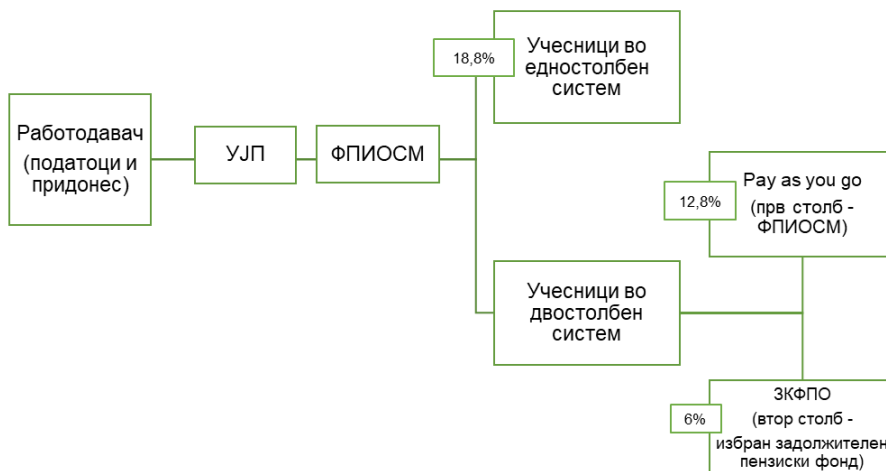 18,8%
Учесници во
едностолбен
систем
Работодавач
(податоци и
придонес)
УЈП
ФПИОСМ
Pay as you go
(прв столб -
ФПИОСМ)
12,8%
Учесници во
двостолбен
систем
ЗКФПО
(втор столб -
избран задолжителен
пензиски фонд)
6%